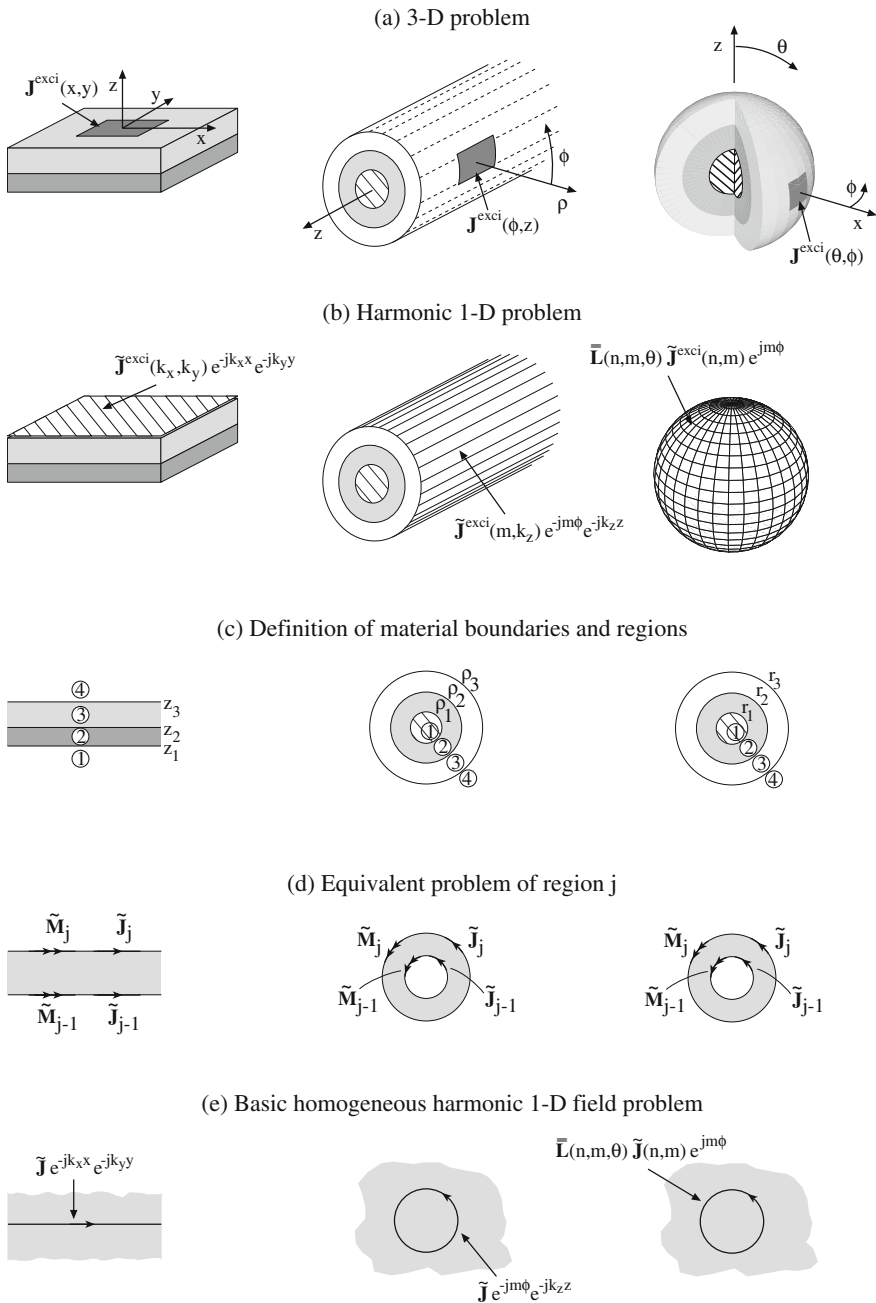 (a) 3-D problem
J^exci(x,y)
z
y
x
z
J^exci(φ,z)
φ
ρ
z
θ
φ
x
J^exci(θ,φ)
(b) Harmonic 1-D problem
J̃^exci(k_x,k_y) e^-jk_x x e^-jk_y y
J̃^exci(m,k_z) e^-jmφ e^-jk_z z
L̿(n,m,θ) J̃^exci(n,m) e^jmφ
(c) Definition of material boundaries and regions
④
③
②
①
z_3
z_2
z_1
ρ_3
ρ_2
ρ_1
①
②
③
④
r_3
r_2
r_1
①
②
③
④
(d) Equivalent problem of region j
M̃_j J̃_j
M̃_j-1 J̃_j-1
M̃_j J̃_j
M̃_j-1 J̃_j-1
M̃_j J̃_j
M̃_j-1 J̃_j-1
(e) Basic homogeneous harmonic 1-D field problem
J̃ e^-jk_x x e^-jk_y y
J̃ e^-jmφ e^-jk_z z
L̿(n,m,θ) J̃(n,m) e^jmφ